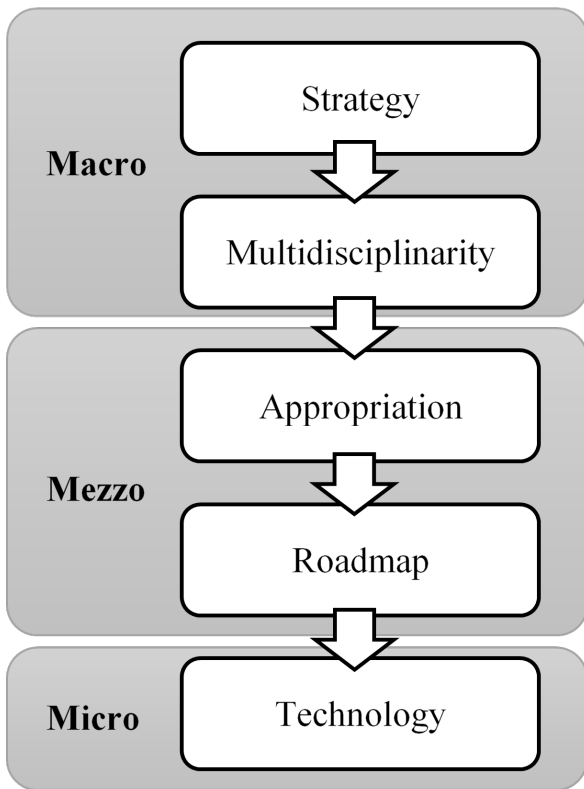 Macro
Strategy
Multidisciplinarity
Mezzo
Appropriation
Roadmap
Micro
Technology